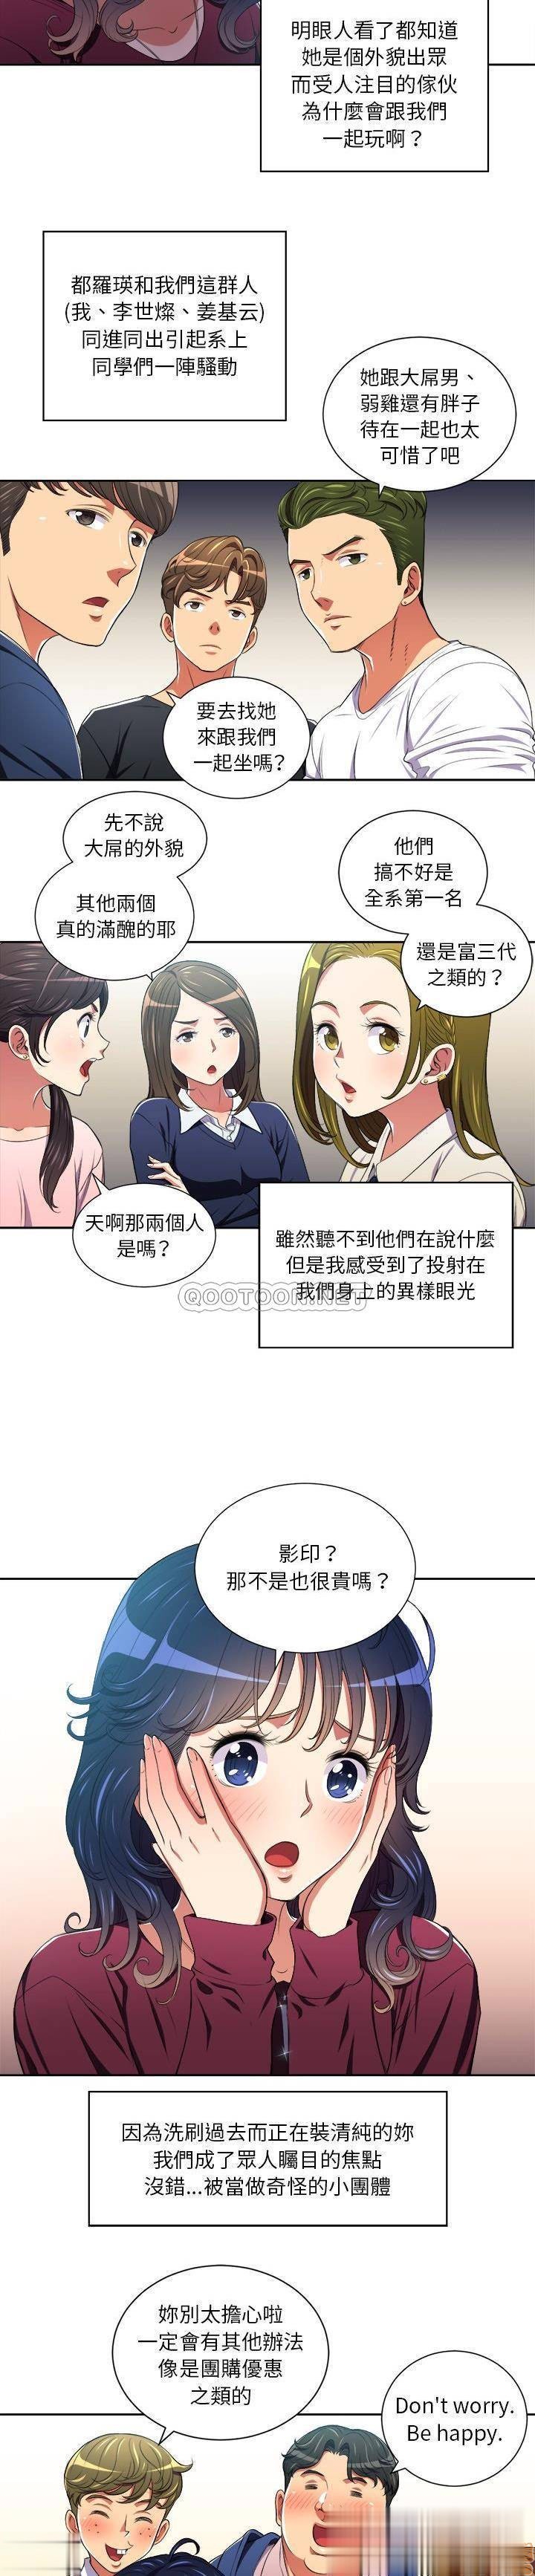 明眼人看了都知道
她是個外貌出眾
而受人注目的傢伙
為什麼會跟我們
一起玩啊？
都羅瑛和我們這群人
(我、李世燦、姜基云)
同進同出引起系上
同學們一陣騷動
她跟大屌男、
弱雞還有胖子
待在一起也太
可惜了吧
要去找她
來跟我們
一起坐嗎？
先不說
大屌的外貌
其他兩個
真的滿醜的耶
他們
搞不好是
全系第一名
還是富三代
之類的？
天啊那兩個人
是嗎？
雖然聽不到他們在說什麼
但是我感受到了投射在
我們身上的異樣眼光
QOOTOON.NET
影印？
那不是也很貴嗎？
因為洗刷過去而正在裝清純的妳
我們成了眾人矚目的焦點
沒錯...被當做奇怪的小團體
妳別太擔心啦
一定會有其他辦法
像是團購優惠
之類的
Don't worry.
Be happy.